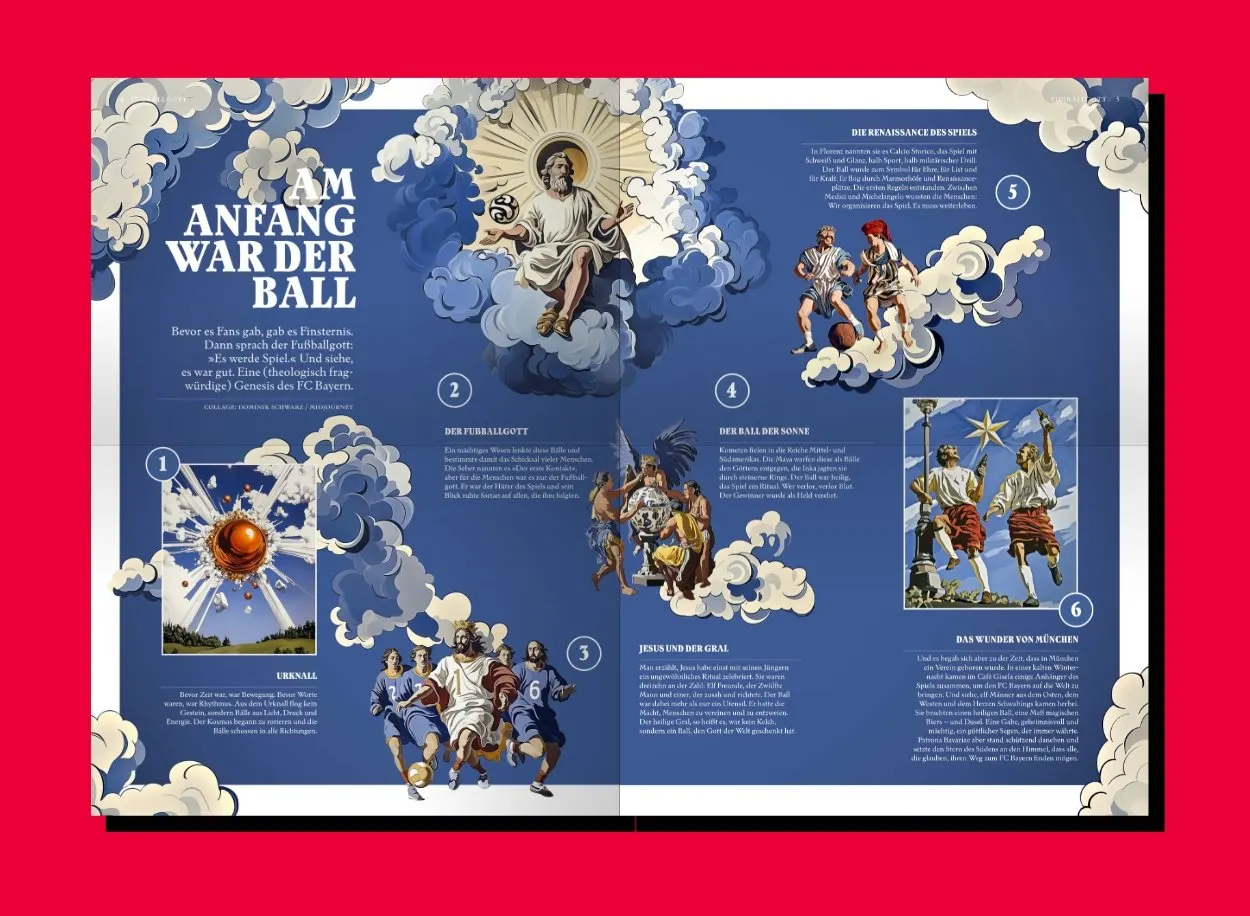 FUSSBALLGOTT 5
AM
ANFANG
WAR DER
BALL
Bevor es Fans gab, gab es Finsternis.
Dann sprach der Fußballgott:
»Es werde Spiel.« Und siehe,
es war gut. Eine (theologisch frag-
würdige) Genesis des FC Bayern.
COLLAGE: DOMINIK SCHWARZ / MIDJOURNEY
1
URKNALL
Bevor Zeit war, war Bewegung. Bevor Worte
waren, war Rhythmus. Aus dem Urknall flog kein
Gestein, sondern Bälle aus Licht, Druck und
Energie. Der Kosmos begann zu rotieren und die
Bälle schossen in alle Richtungen.
2
DER FUSSBALLGOTT
Ein mächtiges Wesen lenkte diese Bälle und
bestimmte damit das Schicksal vieler Menschen.
Die Seher nannten es »Der erste Kontakt«,
aber für die Menschen war es nur der Fußball-
gott. Er war der Hüter des Spiels und sein
Blick ruhte fortan auf allen, die ihm folgten.
3
1
6
JESUS UND DER GRAL
Man erzählt, Jesus habe einst mit seinen Jüngern
ein ungewöhnliches Ritual zelebriert. Sie waren
dreizehn an der Zahl: Elf Freunde, der Zwölfte
Mann und einer, der zusah und richtete. Der Ball
war dabei mehr als nur ein Utensil. Er hatte die
Macht, Menschen zu vereinen und zu entzweien.
Der heilige Gral, so heißt es, war kein Kelch,
sondern ein Ball, den Gott der Welt geschenkt hat.
4
DER BALL DER SONNE
Kometen fielen in die Reiche Mittel- und
Südamerikas. Die Maya warfen diese als Bälle
den Göttern entgegen, die Inka jagten sie
durch steinerne Ringe. Der Ball war heilig,
das Spiel ein Ritual. Wer verlor, verlor Blut.
Der Gewinner wurde als Held verehrt.
DIE RENAISSANCE DES SPIELS
In Florenz nannten sie es Calcio Storico, das Spiel mit
Schweiß und Glanz, halb Sport, halb militärischer Drill.
Der Ball wurde zum Symbol für Ehre, für List und
für Kraft. Er flog durch Marmorhöfe und Renaissance-
plätze. Die ersten Regeln entstanden. Zwischen
Medici und Michelangelo wussten die Menschen:
Wir organisieren das Spiel. Es muss weiterleben.
5
6
DAS WUNDER VON MÜNCHEN
Und es begab sich aber zu der Zeit, dass in München
ein Verein geboren wurde. In einer kalten Winter-
nacht kamen im Café Gisela einige Anhänger des
Spiels zusammen, um den FC Bayern auf die Welt zu
bringen. Und siehe, elf Männer aus dem Osten, dem
Westen und dem Herzen Schwabings kamen herbei.
Sie brachten einen heiligen Ball, eine Maß magischen
Biers – und Dusel. Eine Gabe, geheimnisvoll und
mächtig, ein göttlicher Segen, der immer währte.
Patrona Bavariae aber stand schützend daneben und
setzte den Stern des Südens an den Himmel, dass alle,
die glauben, ihren Weg zum FC Bayern finden mögen.